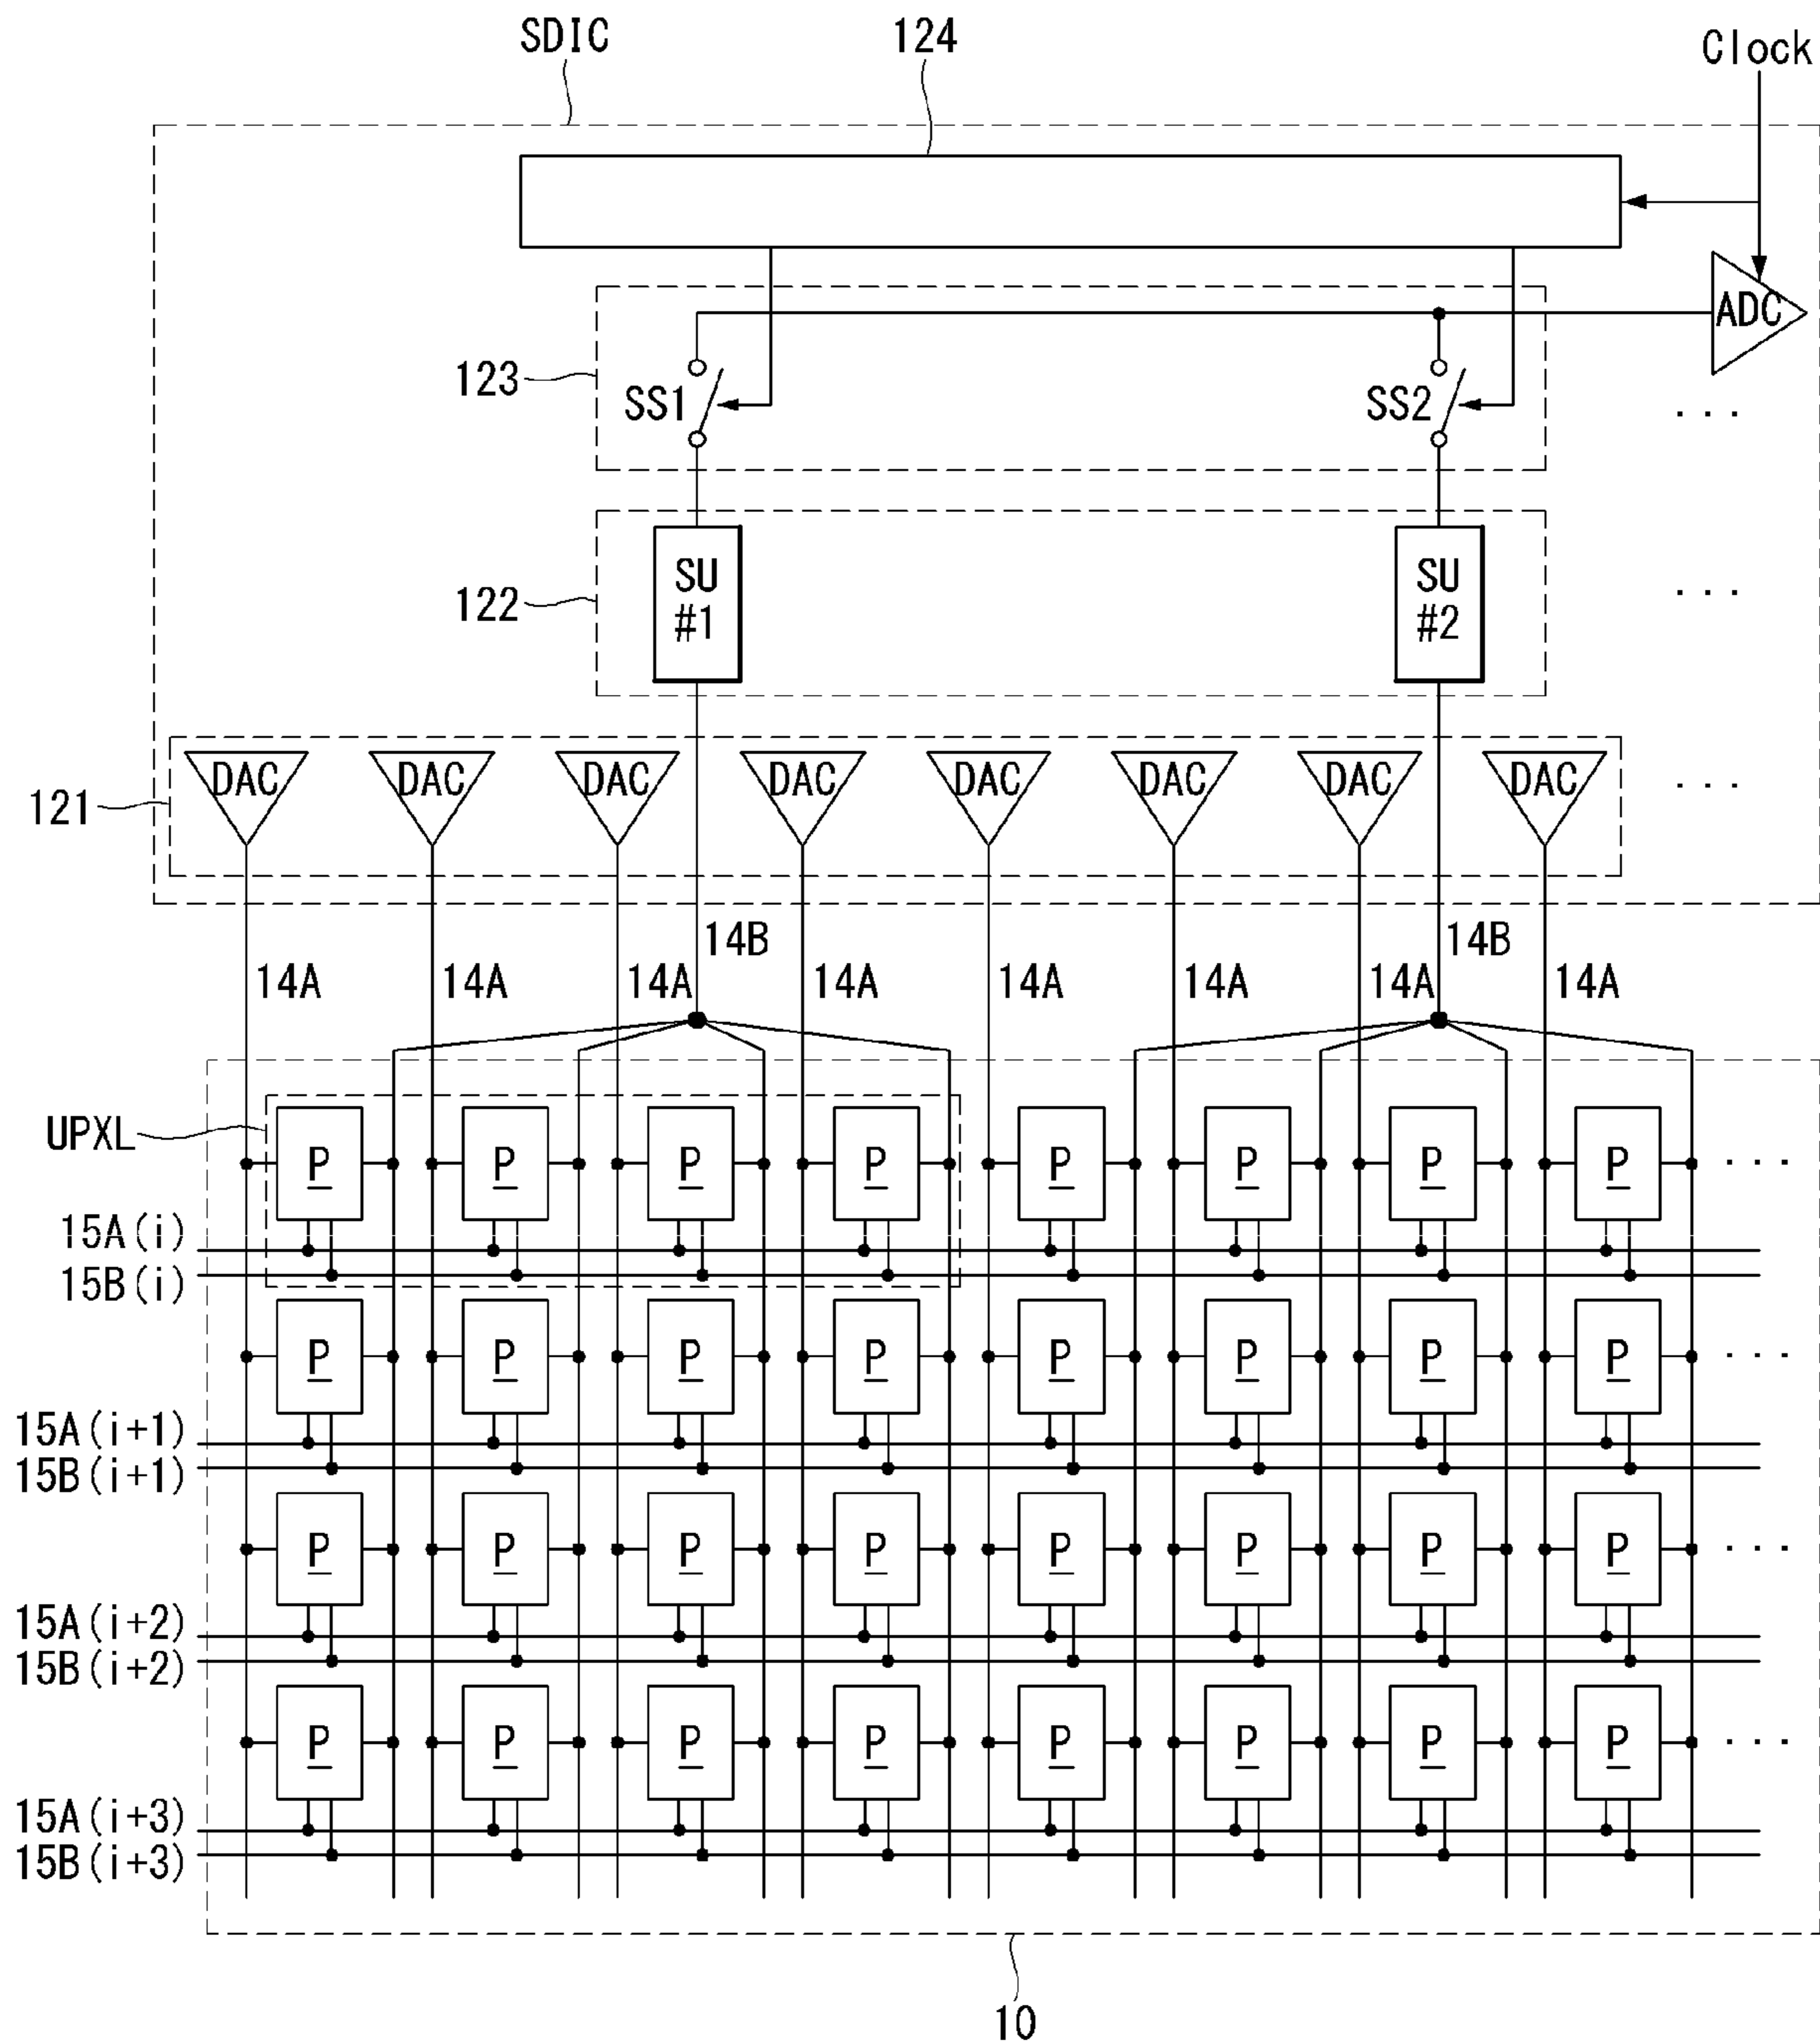 SDIC 124 Clock
ADC
123 SS1 SS2 ...
122 SU #1 SU #2 ...
121 DAC DAC DAC DAC DAC DAC DAC DAC ...
14B 14B
14A 14A 14A 14A 14A 14A 14A 14A
UPXL P P P P P P P P ...
15A(i)
15B(i)
P P P P P P P P ...
15A(i+1)
15B(i+1)
P P P P P P P P ...
15A(i+2)
15B(i+2)
P P P P P P P P ...
15A(i+3)
15B(i+3)
10